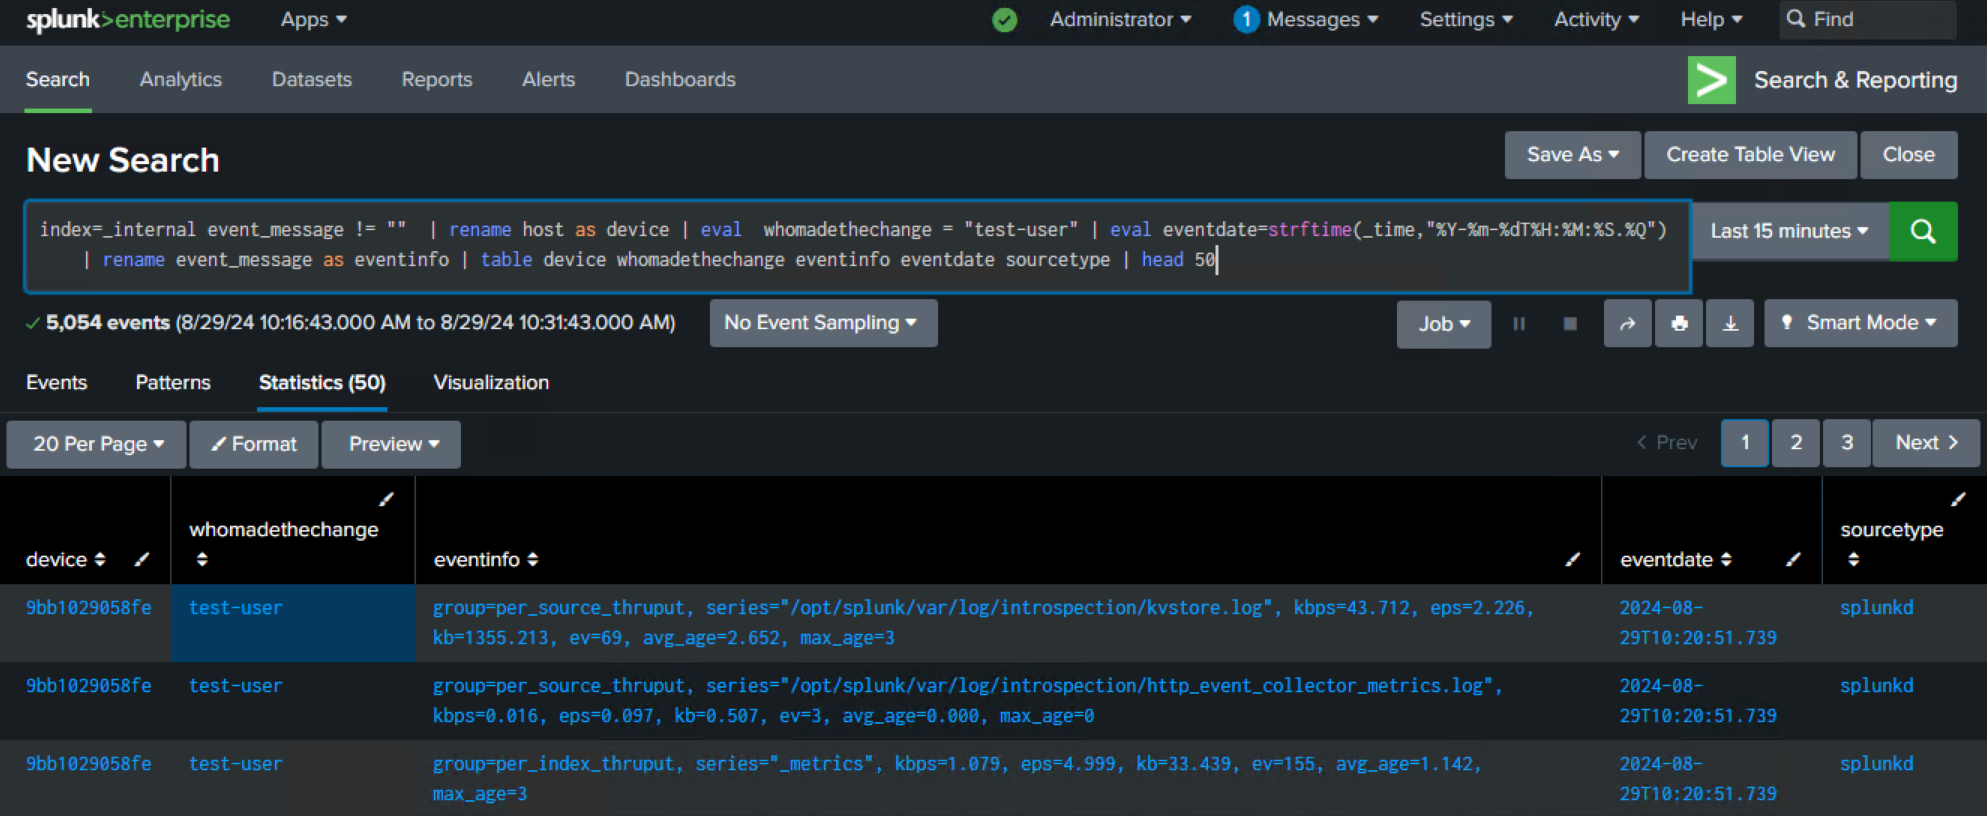 splunk>enterprise Apps Administrator 1 Messages Settings Activity Help Find
Search Analytics Datasets Reports Alerts Dashboards > Search & Reporting
New Search Save As Create Table View Close
index=_internal event_message != "" | rename host as device | eval whomadethechange = "test-user" | eval eventdate=strftime(_time,"%Y-%m-%dT%H:%M:%S.%Q")
| rename event_message as eventinfo | table device whomadethechange eventinfo eventdate sourcetype | head 50
Last 15 minutes
5,054 events (8/29/24 10:16:43.000 AM to 8/29/24 10:31:43.000 AM) No Event Sampling Job Smart Mode
Events Patterns Statistics (50) Visualization
20 Per Page Format Preview < Prev 1 2 3 Next >
device whomadethechange eventinfo eventdate sourcetype
9bb1029058fe test-user group=per_source_thruput, series="/opt/splunk/var/log/introspection/kvstore.log", kbps=43.712, eps=2.226, 2024-08- splunkd
kb=1355.213, ev=69, avg_age=2.652, max_age=3 29T10:20:51.739
9bb1029058fe test-user group=per_source_thruput, series="/opt/splunk/var/log/introspection/http_event_collector_metrics.log", 2024-08- splunkd
kbps=0.016, eps=0.097, kb=0.507, ev=3, avg_age=0.000, max_age=0 29T10:20:51.739
9bb1029058fe test-user group=per_index_thruput, series="_metrics", kbps=1.079, eps=4.999, kb=33.439, ev=155, avg_age=1.142, 2024-08- splunkd
max_age=3 29T10:20:51.739